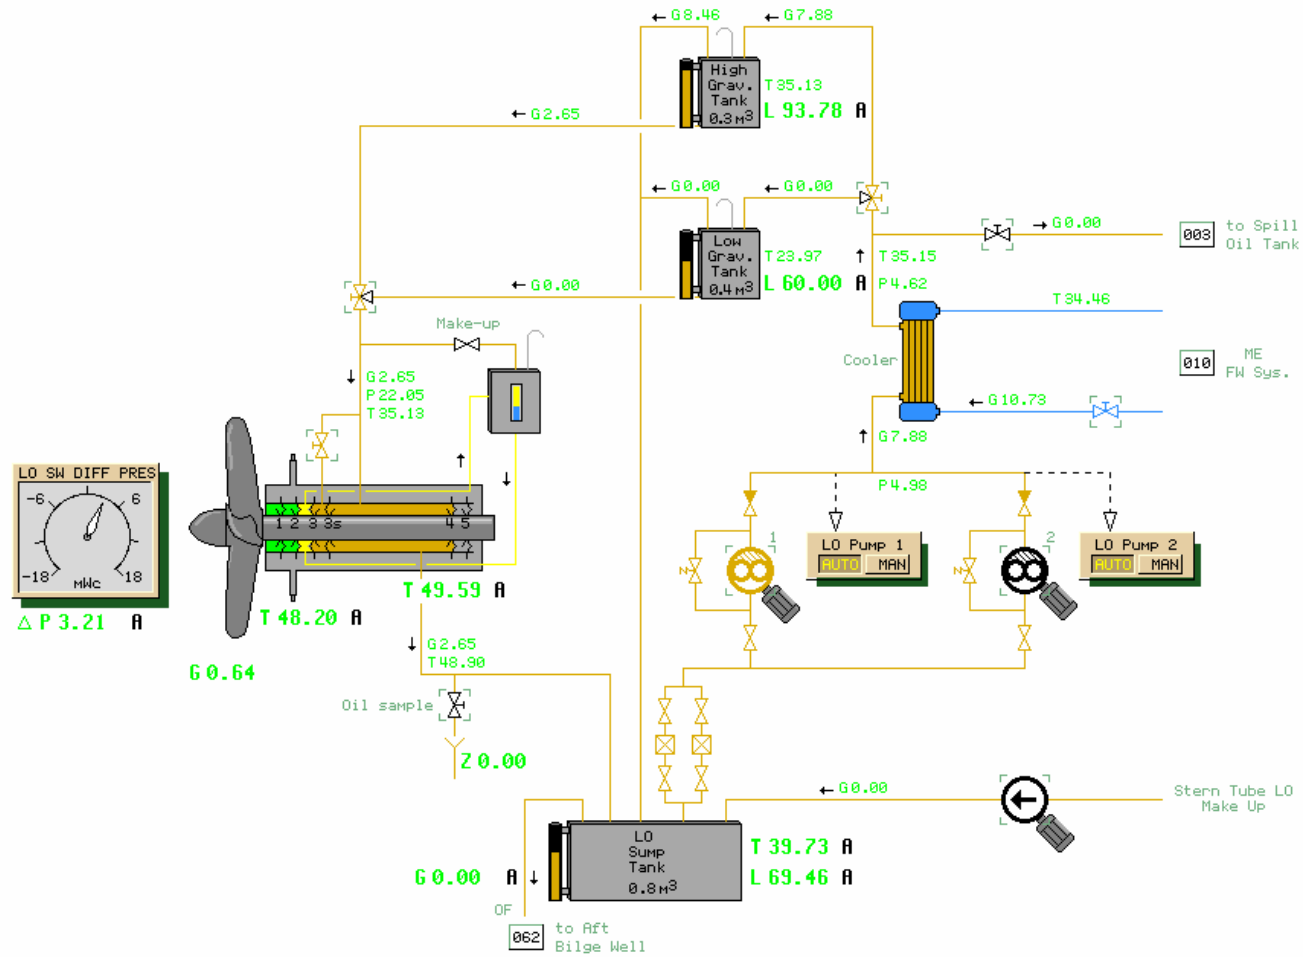 ← G8.46
← G7.88
High
Grav.
Tank
0.3 M3
T 35.13
L 93.78 A
← G2.65
← G0.00
← G0.00
Low
Grav.
Tank
0.4 M3
T 23.97
L 60.00 A
→ G0.00
003
to Spill
Oil Tank
↑ T35.15
P4.62
← G0.00
T 34.46
Make-up
Cooler
010
ME
FW Sys.
↓ G2.65
P22.05
T35.13
← G10.73
↑ G7.88
LO SW DIFF PRES
-6
6
-18
18
MWC
△ P 3.21 A
1 2 3 3s 4 5
P4.98
1
LO Pump 1
AUTO MAN
2
LO Pump 2
AUTO MAN
T 48.20 A
T 49.59 A
G 0.64
↓ G2.65
T48.90
Oil sample
Z 0.00
← G0.00
Stern Tube LO
Make Up
LO
Sump
Tank
0.8 M3
T 39.73 A
L 69.46 A
G 0.00 A ↓
OF
062
to Aft
Bilge Well